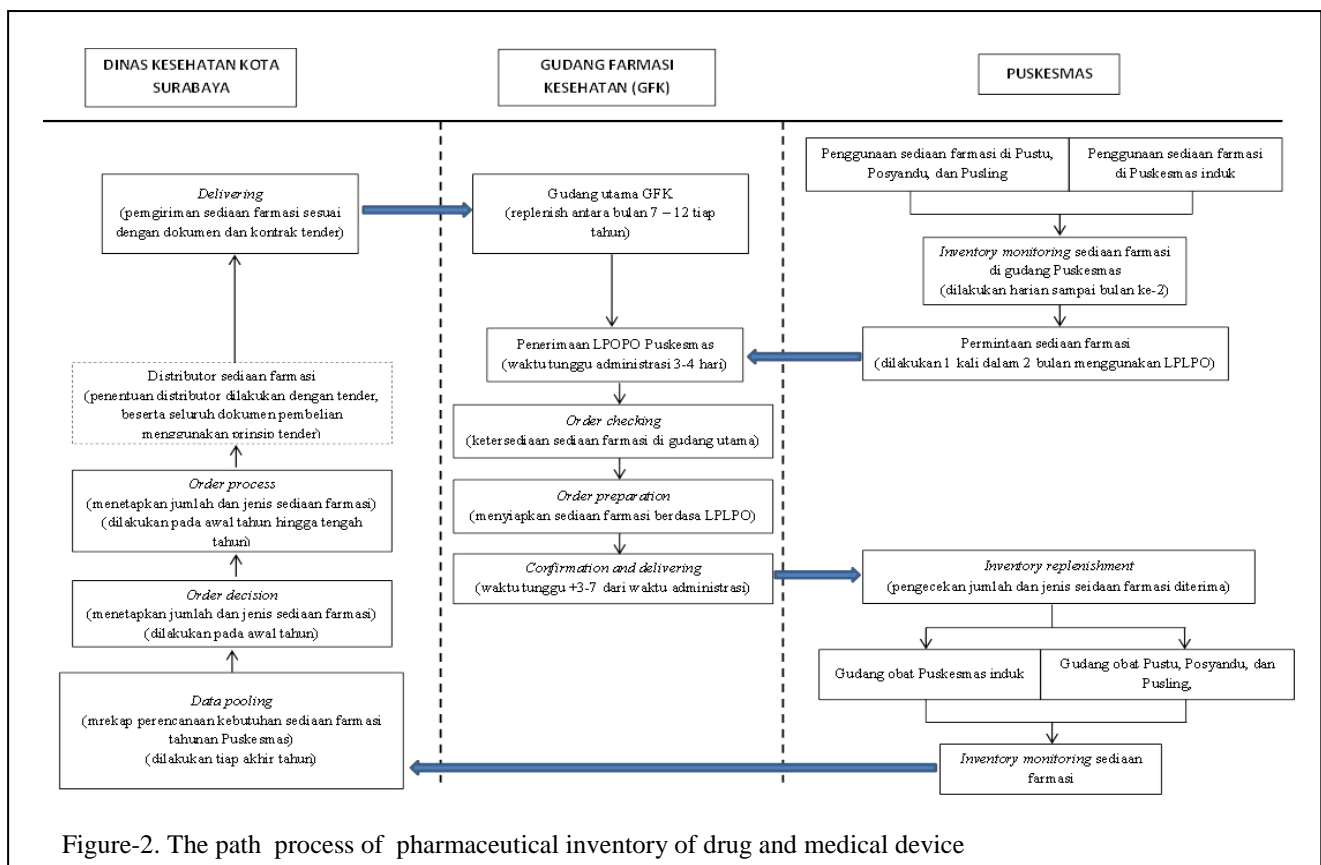 DINAS KESEHATAN KOTA
SURABAYA
GUDANG FARMASI
KESEHATAN (GFK)
PUSKESMAS
Delivering
(pemgiriman sediaan farmasi sesuai
dengan dokumen dan kontrak tender)
Distributor sediaan farmasi
(penentuan distributor dilakukan dengan tender,
beserta seluruh dokumen pembelian
menggunakan prinsip tender)
Order process
(menetapkan jumlah dan jenis sediaan farmasi)
(dilakukan pada awal tahun hingga tengah
tahun)
Order decision
(menetapkan jumlah dan jenis sediaan farmasi)
(dilakukan pada awal tahun)
Data pooling
(mrekap perencanaan kebutuhan sediaan farmasi
tahunan Puskesmas)
(dilakukan tiap akhir tahun)
Gudang utama GFK
(replenish antara bulan 7 – 12 tiap
tahun)
Penerimaan LPOPO Puskesmas
(waktu tunggu administrasi 3-4 hari)
Order checking
(ketersediaan sediaan farmasi di gudang utama)
Order preparation
(menyiapkan sediaan farmasi berdasa LPLPO)
Confirmation and delivering
(waktu tunggu +3-7 dari waktu administrasi)
Penggunaan sediaan farmasi di Pustu,
Posyandu, dan Pusling
Penggunaan sediaan farmasi
di Puskesmas induk
Inventory monitoring sediaan farmasi
di gudang Puskesmas
(dilakukan harian sampai bulan ke-2)
Permintaan sediaan farmasi
(dilakukan 1 kali dalam 2 bulan menggunakan LPLPO)
Inventory replenishment
(pengecekan jumlah dan jenis seidaan farmasi diterima)
Gudang obat Puskesmas induk
Gudang obat Pustu, Posyandu, dan
Pusling,
Inventory monitoring sediaan
farmasi
Figure-2. The path process of pharmaceutical inventory of drug and medical device